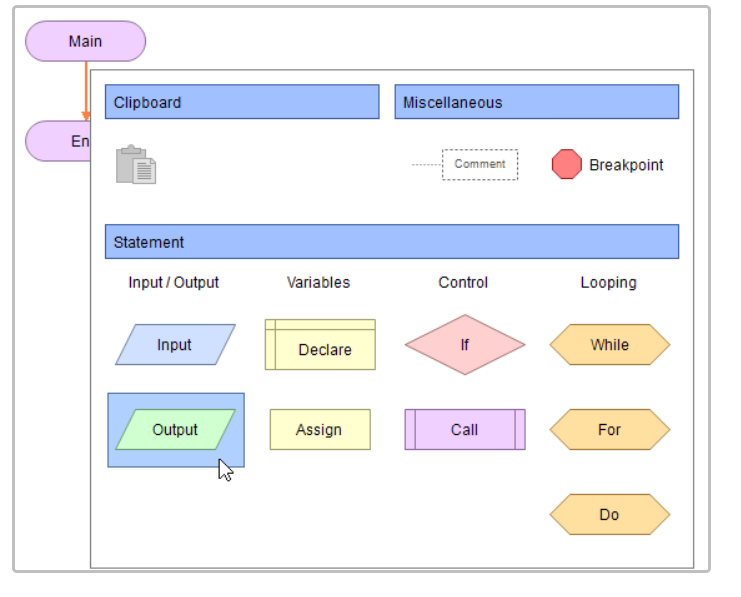 Main
En
Clipboard
Miscellaneous
Comment
Breakpoint
Statement
Input / Output
Variables
Control
Looping
Input
Declare
If
While
Output
Assign
Call
For
Do